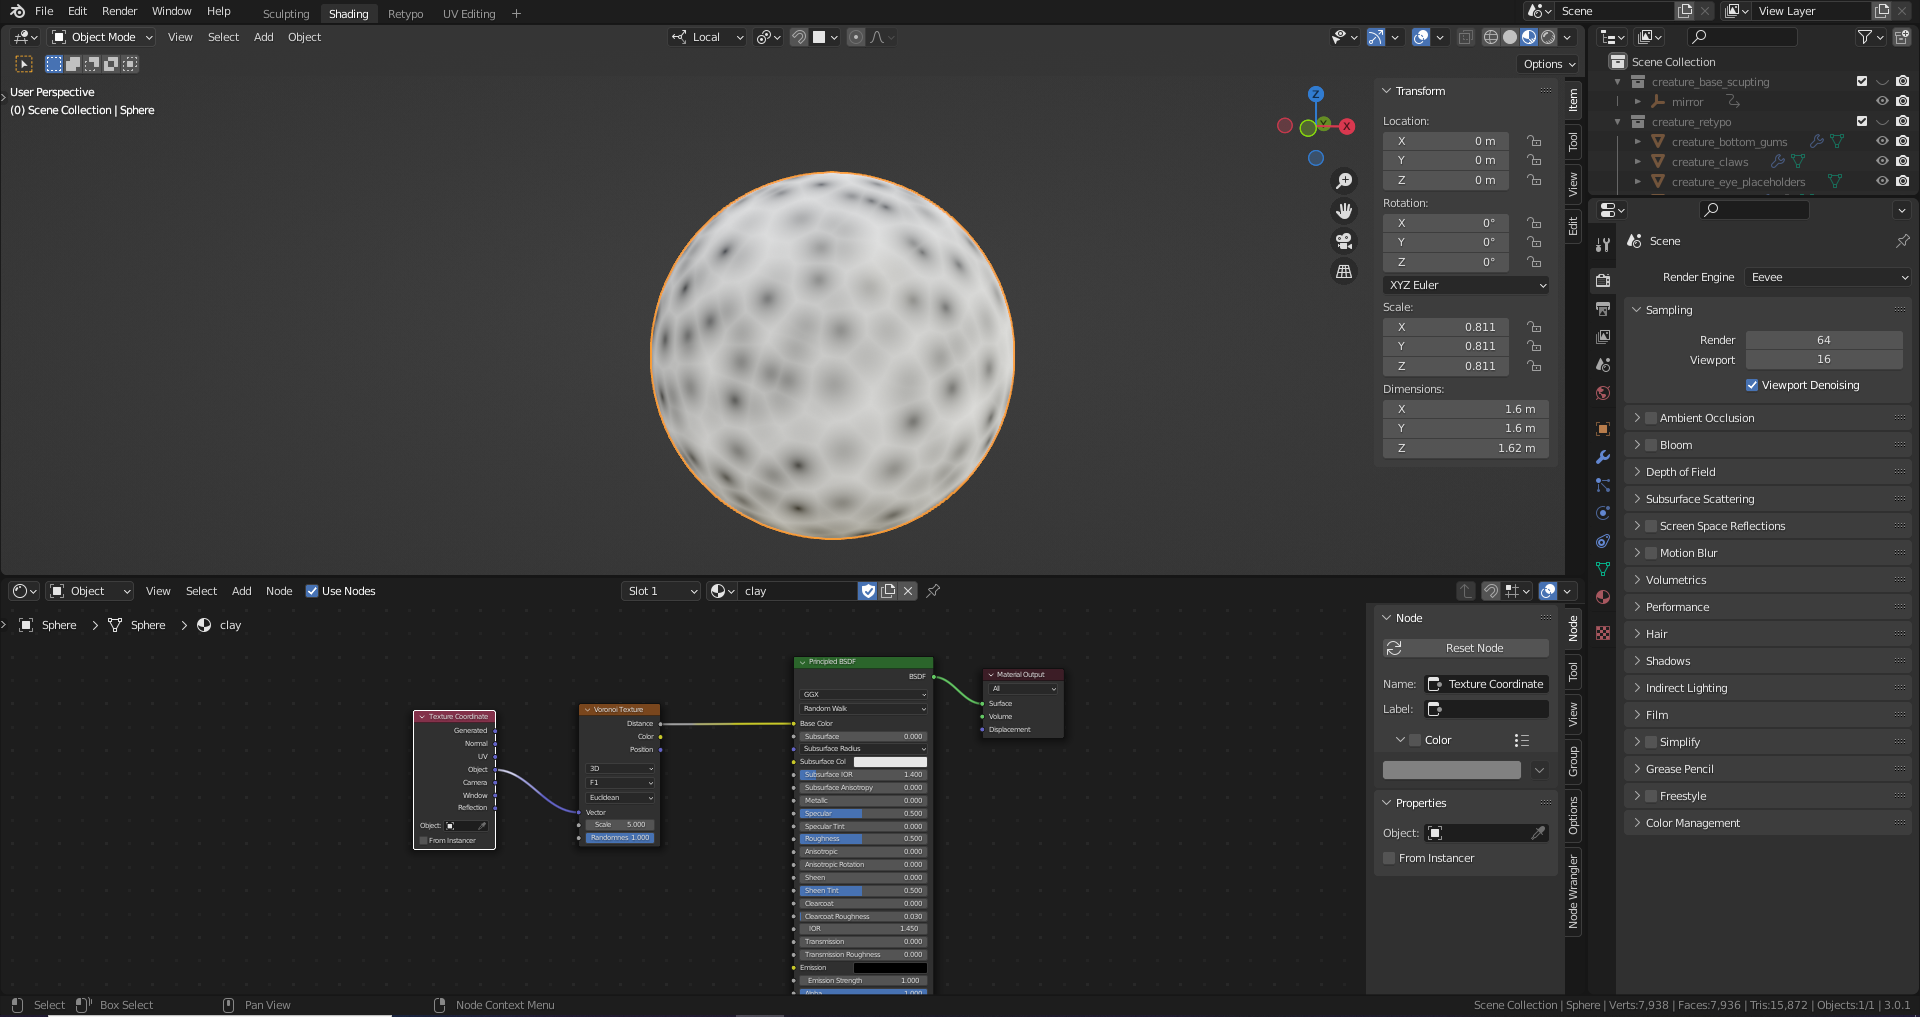 File Edit Render Window Help Sculpting Shading Retypo UV Editing + Scene View Layer
Object Mode View Select Add Object Local
Options
User Perspective
(0) Scene Collection | Sphere
Z
Y
X
Item
Tool
View
Edit
Transform
Location:
X 0 m
Y 0 m
Z 0 m
Rotation:
X 0°
Y 0°
Z 0°
XYZ Euler
Scale:
X 0.811
Y 0.811
Z 0.811
Dimensions:
X 1.6 m
Y 1.6 m
Z 1.62 m
Scene Collection
creature_base_scupting
mirror
creature_retypo
creature_bottom_gums
creature_claws
creature_eye_placeholders
Scene
Render Engine Eevee
Sampling
Render 64
Viewport 16
Viewport Denoising
Ambient Occlusion
Bloom
Depth of Field
Subsurface Scattering
Screen Space Reflections
Motion Blur
Volumetrics
Performance
Hair
Shadows
Indirect Lighting
Film
Simplify
Grease Pencil
Freestyle
Color Management
Object View Select Add Node Use Nodes Slot 1 clay
Sphere > Sphere > clay
Texture Coordinate
Generated
Normal
UV
Object
Camera
Window
Reflection
Object:
From Instancer
Voronoi Texture
Distance
Color
Position
3D
F1
Euclidean
Vector
Scale 5.000
Randomnes 1.000
Principled BSDF
BSDF
GGX
Random Walk
Base Color
Subsurface 0.000
Subsurface Radius
Subsurface Col
Subsurface IOR 1.400
Subsurface Anisotropy 0.000
Metallic 0.000
Specular 0.500
Specular Tint 0.000
Roughness 0.500
Anisotropic 0.000
Anisotropic Rotation 0.000
Sheen 0.000
Sheen Tint 0.500
Clearcoat 0.000
Clearcoat Roughness 0.030
IOR 1.450
Transmission 0.000
Transmission Roughness 0.000
Emission
Emission Strength 1.000
Alpha 1.000
Material Output
All
Surface
Volume
Displacement
Node
Reset Node
Name: Texture Coordinate
Label:
Color
Properties
Object:
From Instancer
Node
Tool
View
Group
Options
Node Wrangler
Select Box Select Pan View Node Context Menu Scene Collection | Sphere | Verts:7,938 | Faces:7,936 | Tris:15,872 | Objects:1/1 | 3.0.1